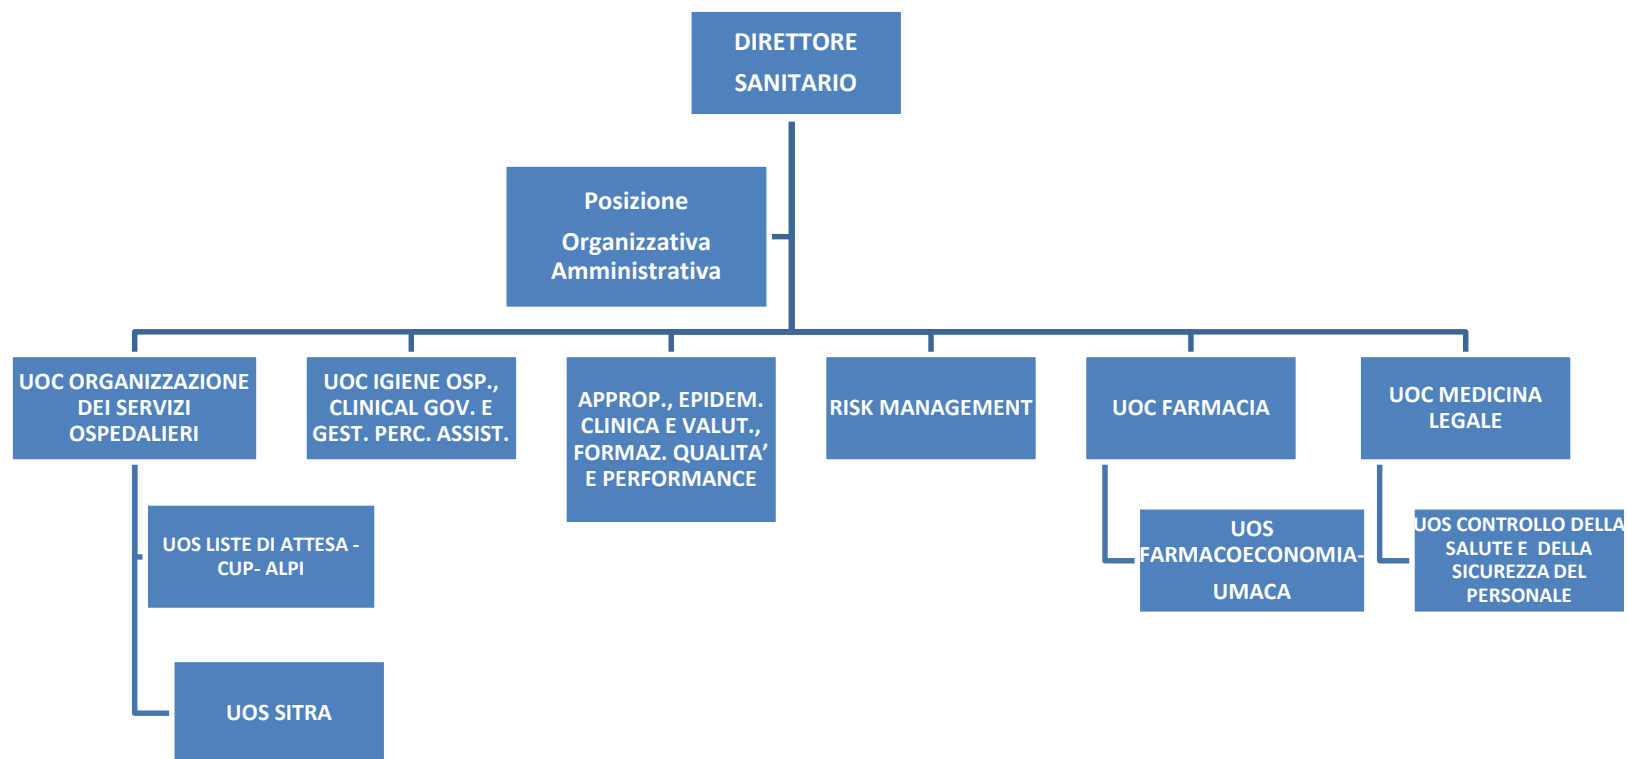 DIRETTORE
SANITARIO
Posizione
Organizzativa
Amministrativa
UOC ORGANIZZAZIONE
DEI SERVIZI
OSPEDALIERI
UOC IGIENE OSP.,
CLINICAL GOV. E
GEST. PERC. ASSIST.
APPROP., EPIDEM.
CLINICA E VALUT.,
FORMAZ. QUALITA’
E PERFORMANCE
RISK MANAGEMENT
UOC FARMACIA
UOC MEDICINA
LEGALE
UOS LISTE DI ATTESA -
CUP- ALPI
UOS
FARMACOECONOMIA-
UMACA
UOS CONTROLLO DELLA
SALUTE E  DELLA
SICUREZZA DEL
PERSONALE
UOS SITRA